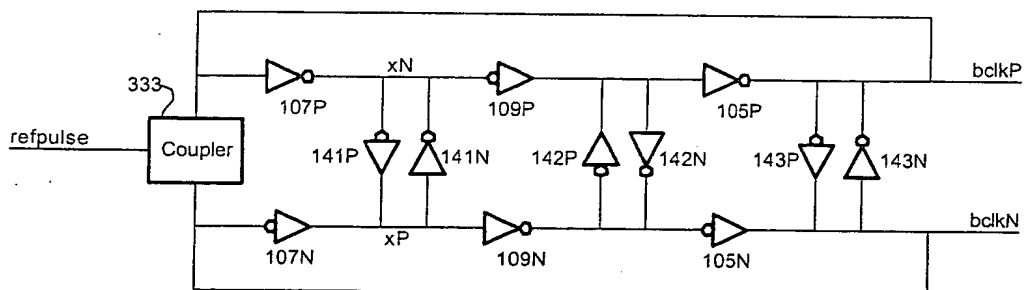 xN
bclkP
333
107P
109P
105P
refpulse
Coupler
141P
141N
142P
142N
143P
143N
xP
bclkN
107N
109N
105N